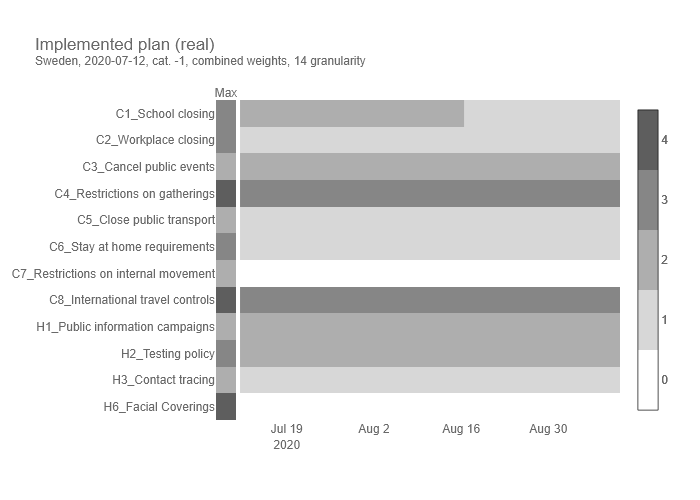 Implemented plan (real)
Sweden, 2020-07-12, cat. -1, combined weights, 14 granularity
Max
C1_School closing
C2_Workplace closing
C3_Cancel public events
C4_Restrictions on gatherings
C5_Close public transport
C6_Stay at home requirements
C7_Restrictions on internal movement
C8_International travel controls
H1_Public information campaigns
H2_Testing policy
H3_Contact tracing
H6_Facial Coverings
4
3
2
1
0
Jul 19 Aug 2 Aug 16 Aug 30
2020